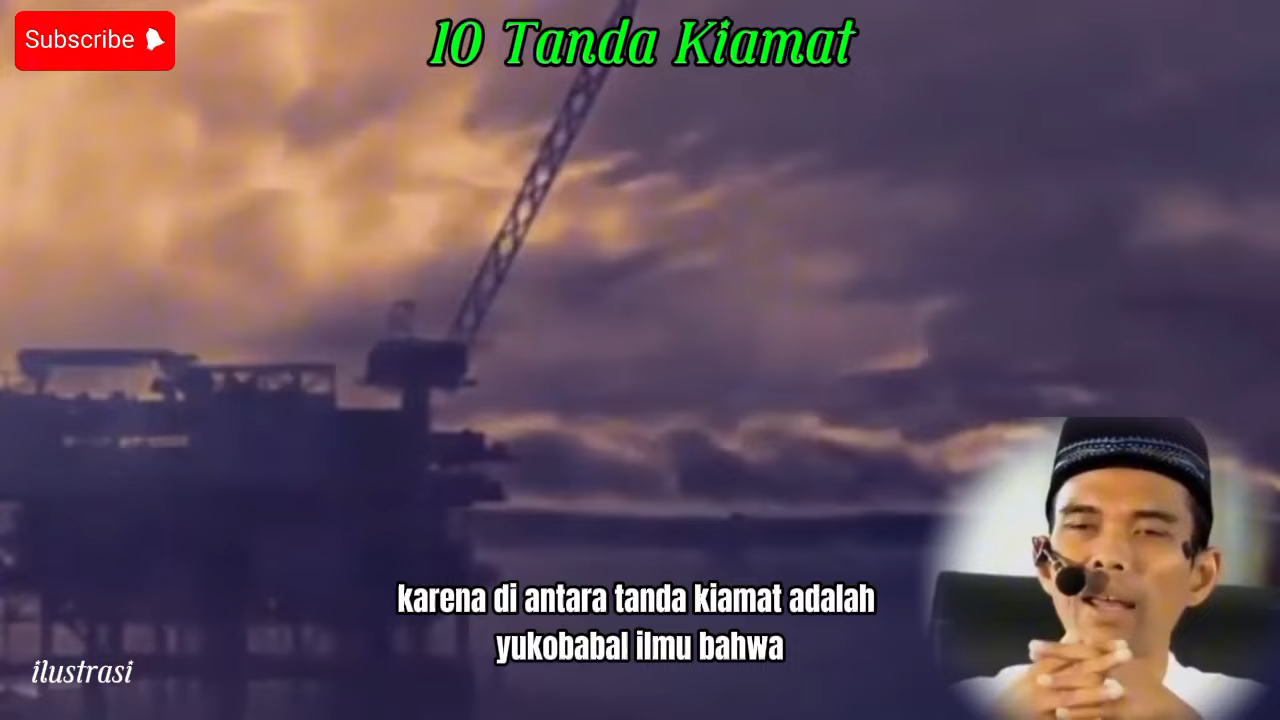 Subscribe
10 Tanda Kiamat
karena di antara tanda kiamat adalah
yukobabal ilmu bahwa
ilustrasi